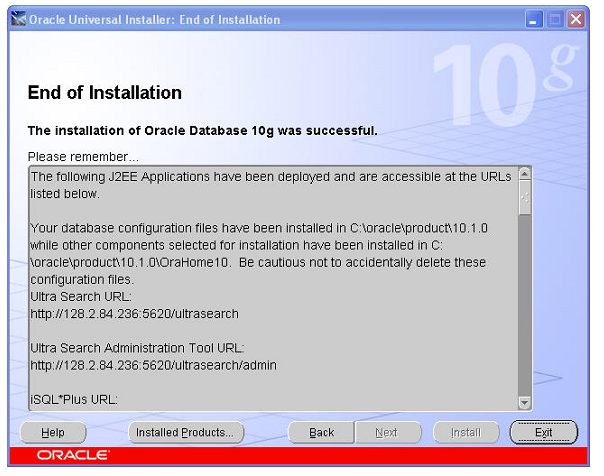 Oracle Universal Installer: End of Installation
10g
End of Installation
The installation of Oracle Database 10g was successful.
Please remember...
The following J2EE Applications have been deployed and are accessible at the URLs
listed below.
Your database configuration files have been installed in C:\oracle\product\10.1.0
while other components selected for installation have been installed in C:
\oracle\product\10.1.0\OraHome10.  Be cautious not to accidentally delete these
configuration files.
Ultra Search URL:
http://128.2.84.236:5620/ultrasearch
Ultra Search Administration Tool URL:
http://128.2.84.236:5620/ultrasearch/admin
iSQL*Plus URL:
Help Installed Products... Back Next Install Exit
ORACLE